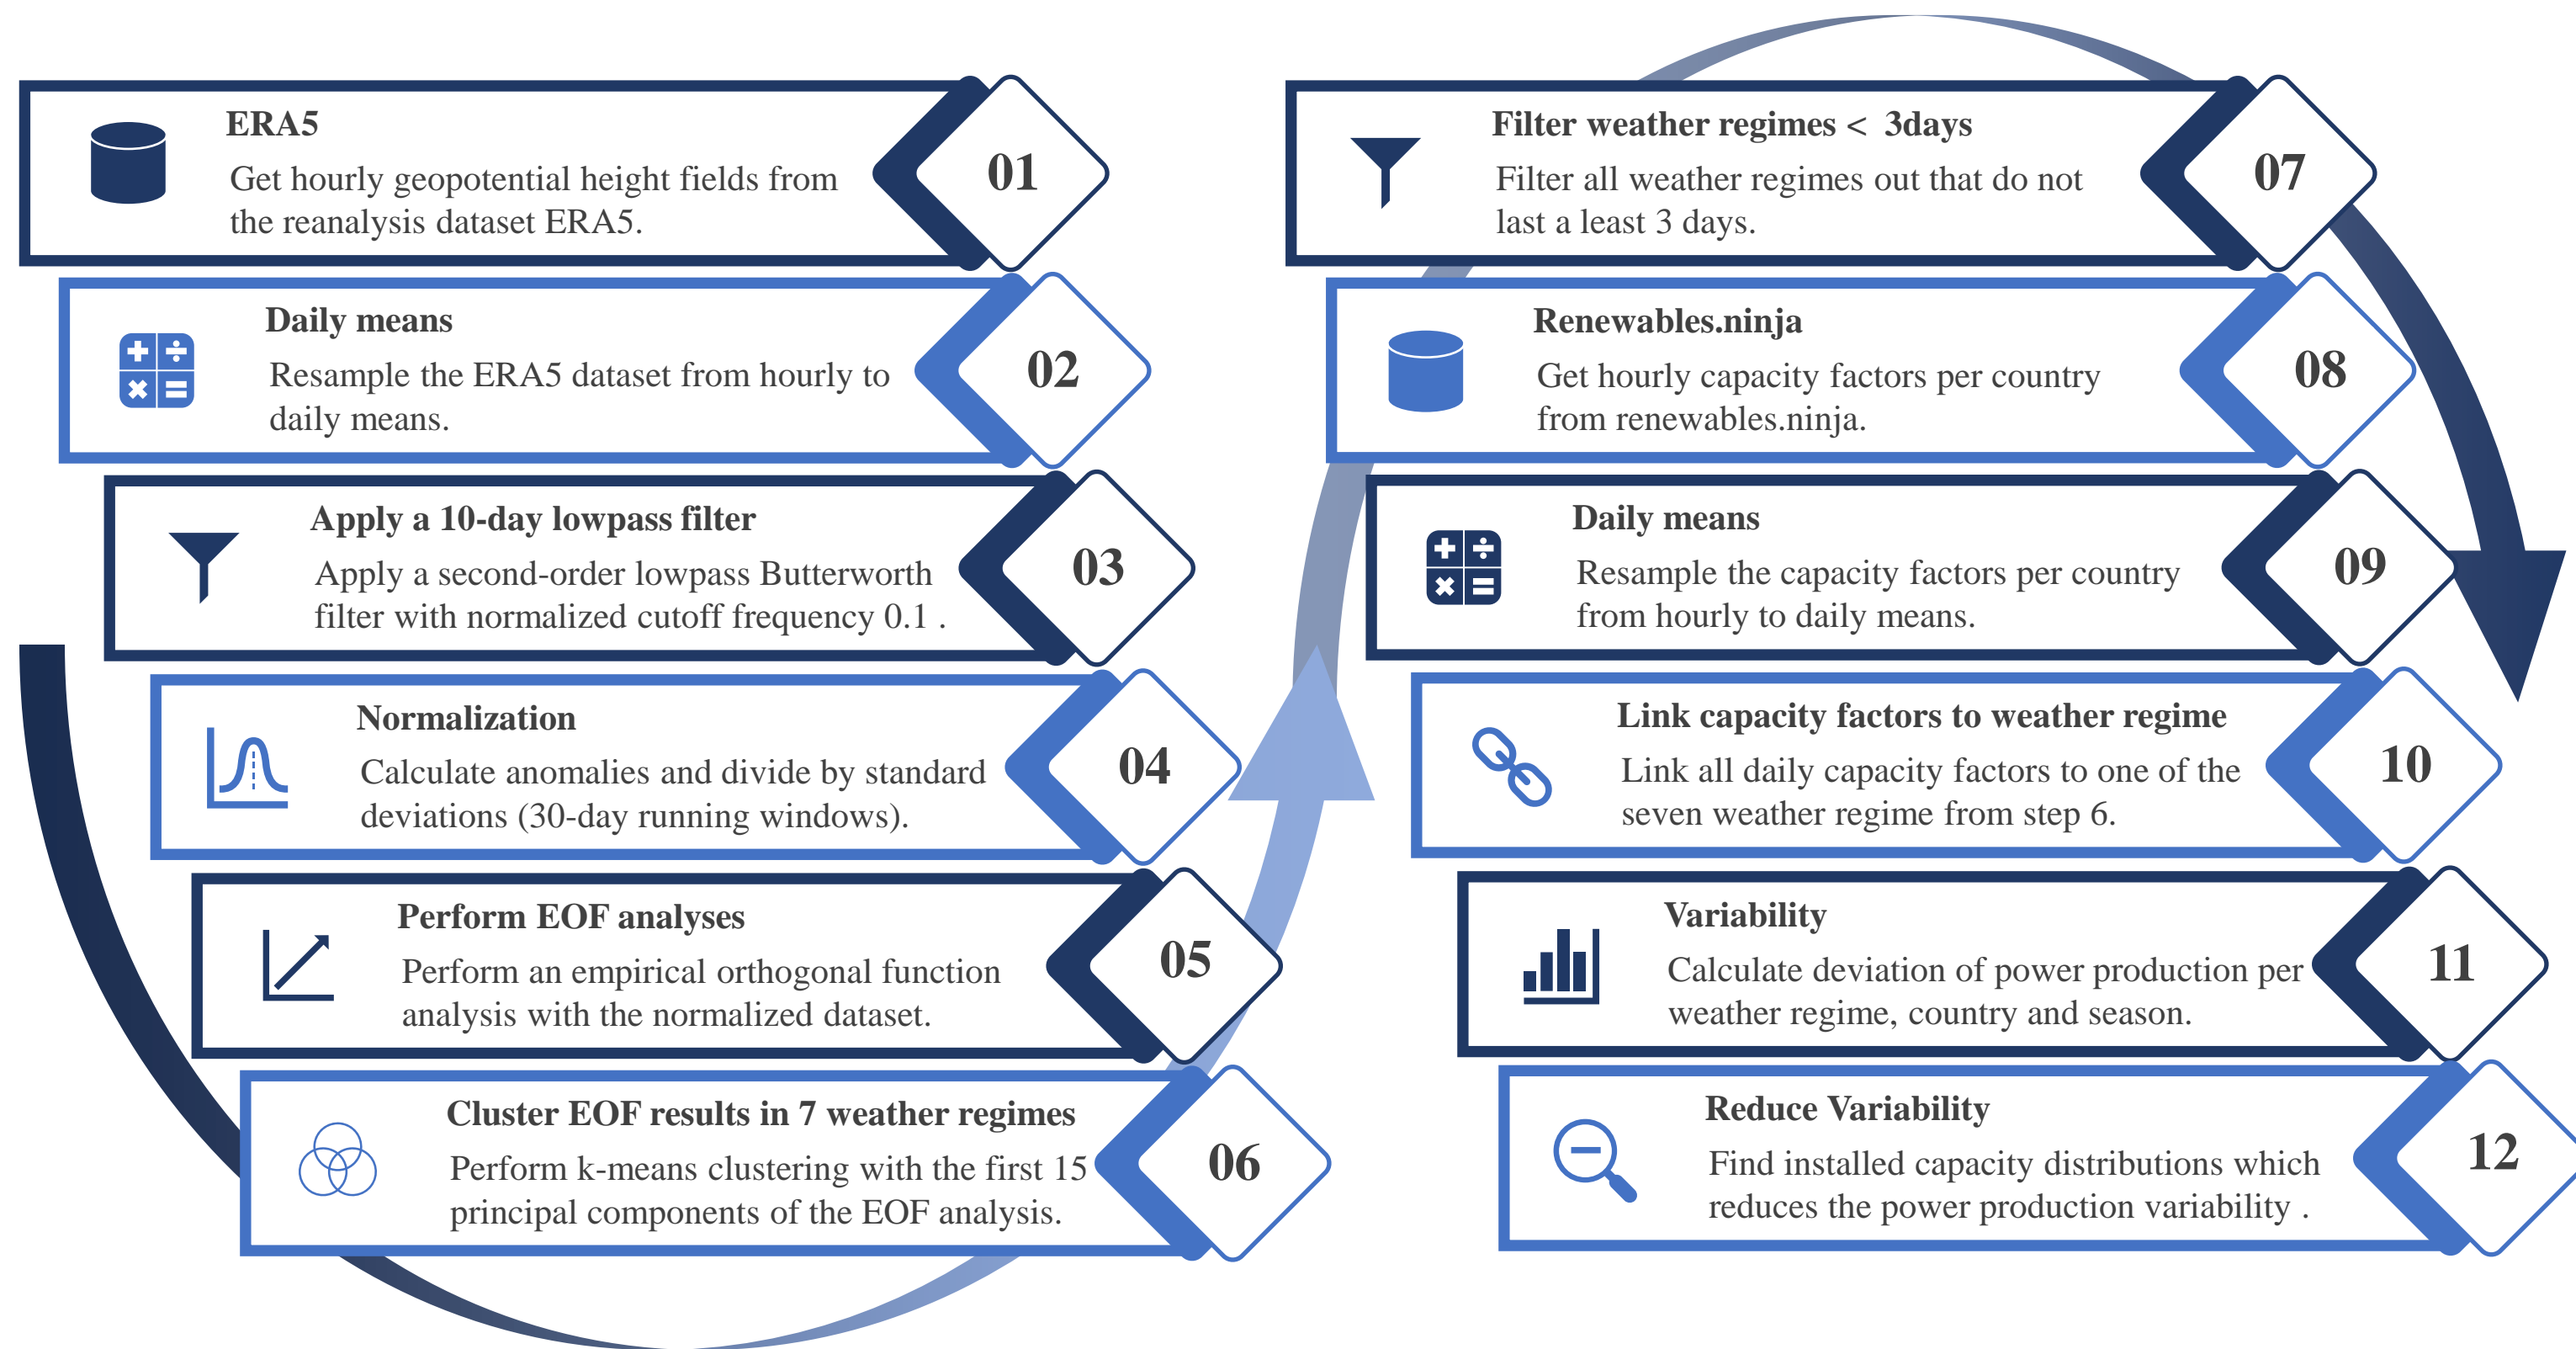 ERA5
Get hourly geopotential height fields from
the reanalysis dataset ERA5.
01
Daily means
Resample the ERA5 dataset from hourly to
daily means.
02
Apply a 10-day lowpass filter
Apply a second-order lowpass Butterworth
filter with normalized cutoff frequency 0.1 .
03
Normalization
Calculate anomalies and divide by standard
deviations (30-day running windows).
04
Perform EOF analyses
Perform an empirical orthogonal function
analysis with the normalized dataset.
05
Cluster EOF results in 7 weather regimes
Perform k-means clustering with the first 15
principal components of the EOF analysis.
06
Filter weather regimes < 3days
Filter all weather regimes out that do not
last a least 3 days.
07
Renewables.ninja
Get hourly capacity factors per country
from renewables.ninja.
08
Daily means
Resample the capacity factors per country
from hourly to daily means.
09
Link capacity factors to weather regime
Link all daily capacity factors to one of the
seven weather regime from step 6.
10
Variability
Calculate deviation of power production per
weather regime, country and season.
11
Reduce Variability
Find installed capacity distributions which
reduces the power production variability .
12